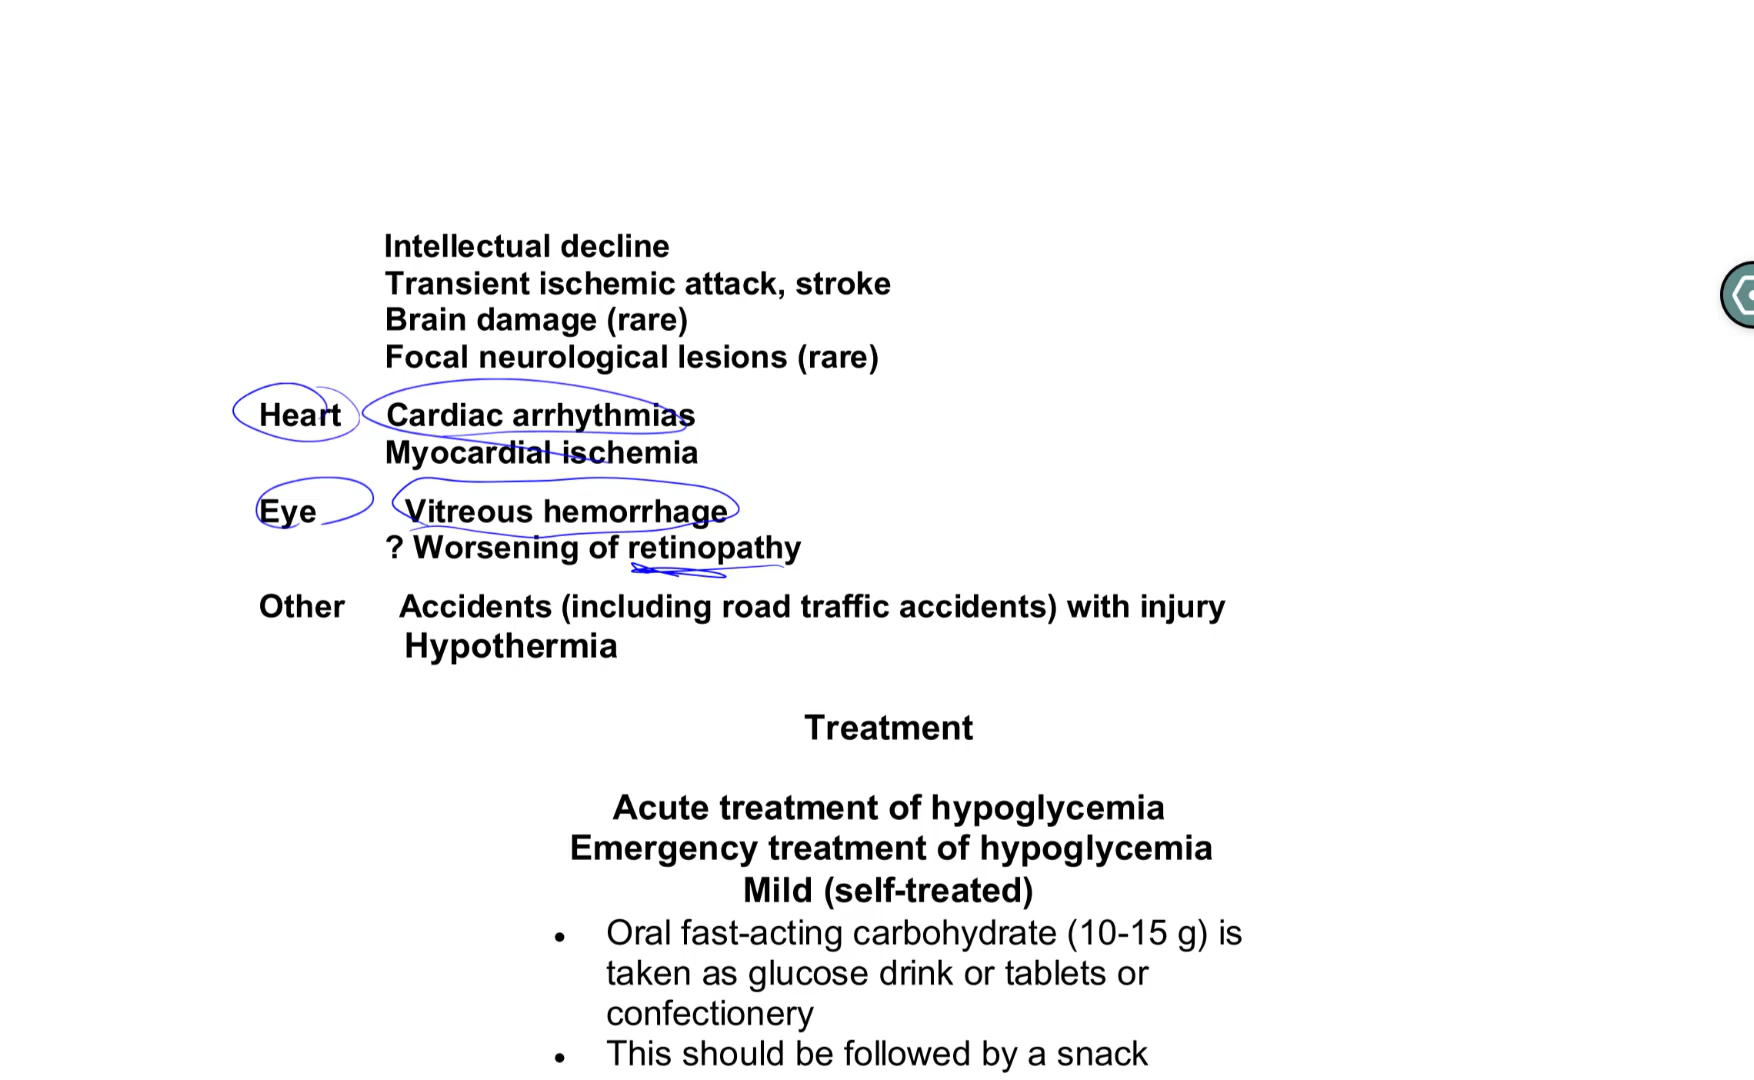 Intellectual decline
Transient ischemic attack, stroke
Brain damage (rare)
Focal neurological lesions (rare)
Heart Cardiac arrhythmias
Myocardial ischemia
Eye Vitreous hemorrhage
? Worsening of retinopathy
Other Accidents (including road traffic accidents) with injury
Hypothermia
Treatment
Acute treatment of hypoglycemia
Emergency treatment of hypoglycemia
Mild (self-treated)
• Oral fast-acting carbohydrate (10-15 g) is
taken as glucose drink or tablets or
confectionery
• This should be followed by a snack